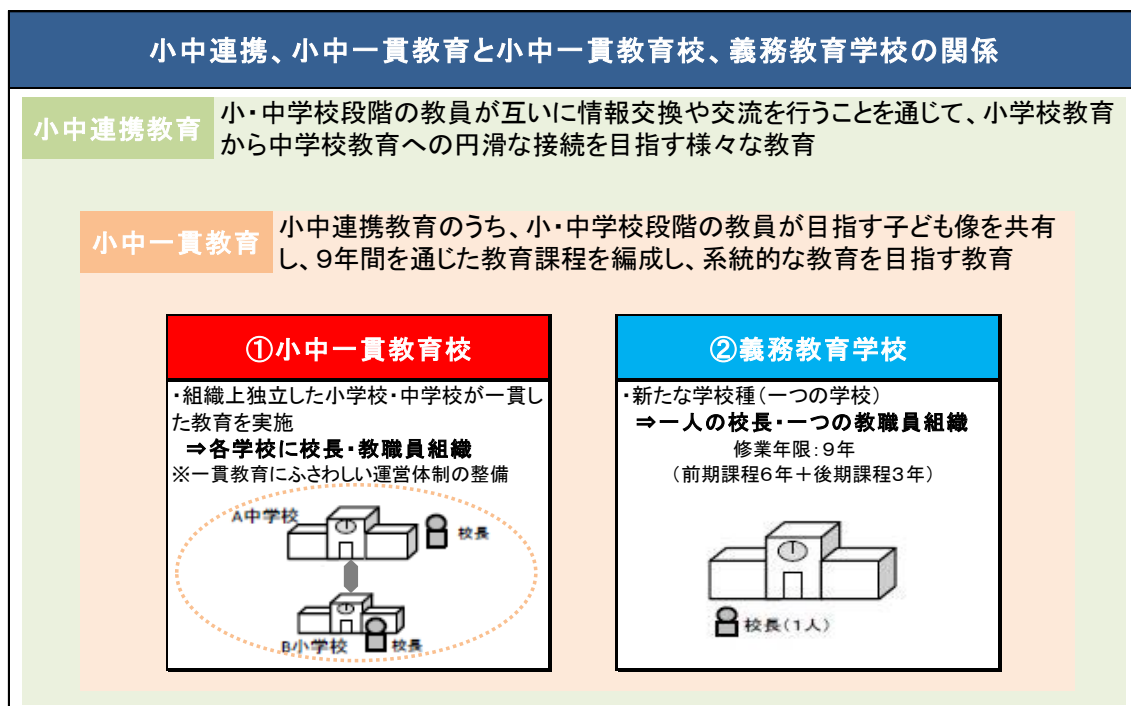 小中連携、小中一貫教育と小中一貫教育校、義務教育学校の関係
小中連携教育
小・中学校段階の教員が互いに情報交換や交流を行うことを通じて、小学校教育
から中学校教育への円滑な接続を目指す様々な教育
小中一貫教育
小中連携教育のうち、小・中学校段階の教員が目指す子ども像を共有
し、9年間を通じた教育課程を編成し、系統的な教育を目指す教育
①小中一貫教育校
・組織上独立した小学校・中学校が一貫し
た教育を実施
⇒各学校に校長・教職員組織
※一貫教育にふさわしい運営体制の整備
A中学校
校長
B小学校
校長
②義務教育学校
・新たな学校種(一つの学校)
⇒一人の校長・一つの教職員組織
修業年限:9年
(前期課程6年+後期課程3年)
校長(1人)